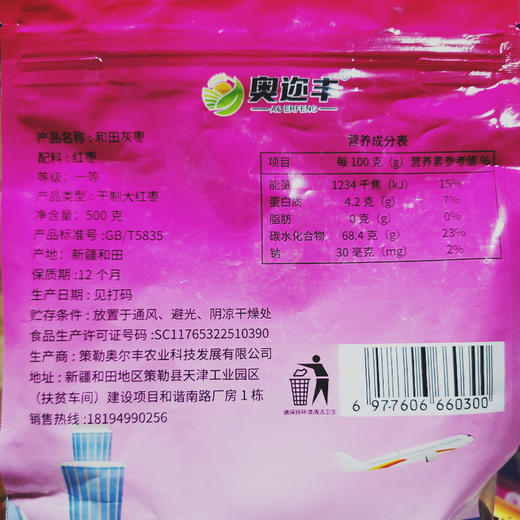 奥迩丰
AO ERFENG
产品名称：和田灰枣
配料：红枣
等级：一等
产品类型：干制大红枣
净含量：500 克
产品标准号：GB/T5835
产地： 新疆和田
保质期：12 个月
生产日期：见打码
贮存条件：放置于通风、避光、阴凉干燥处
食品生产许可证号码：SC11765322510390
生产商：策勒奥尔丰农业科技发展有限公司
地址：新疆和田地区策勒县天津工业园区
（扶贫车间）建设项目和谐南路厂房 1 栋
销售热线：18194990256
营养成分表
项目 每 100 克（g） 营养素参考值 %
能量 1234 千焦（kJ） 15%
蛋白质 4.2 克（g） 7%
脂肪 0 克（g） 0%
碳水化合物 68.4 克（g） 23%
钠 30 毫克（mg） 2%
请保持环境清洁卫生
6 977606 660300